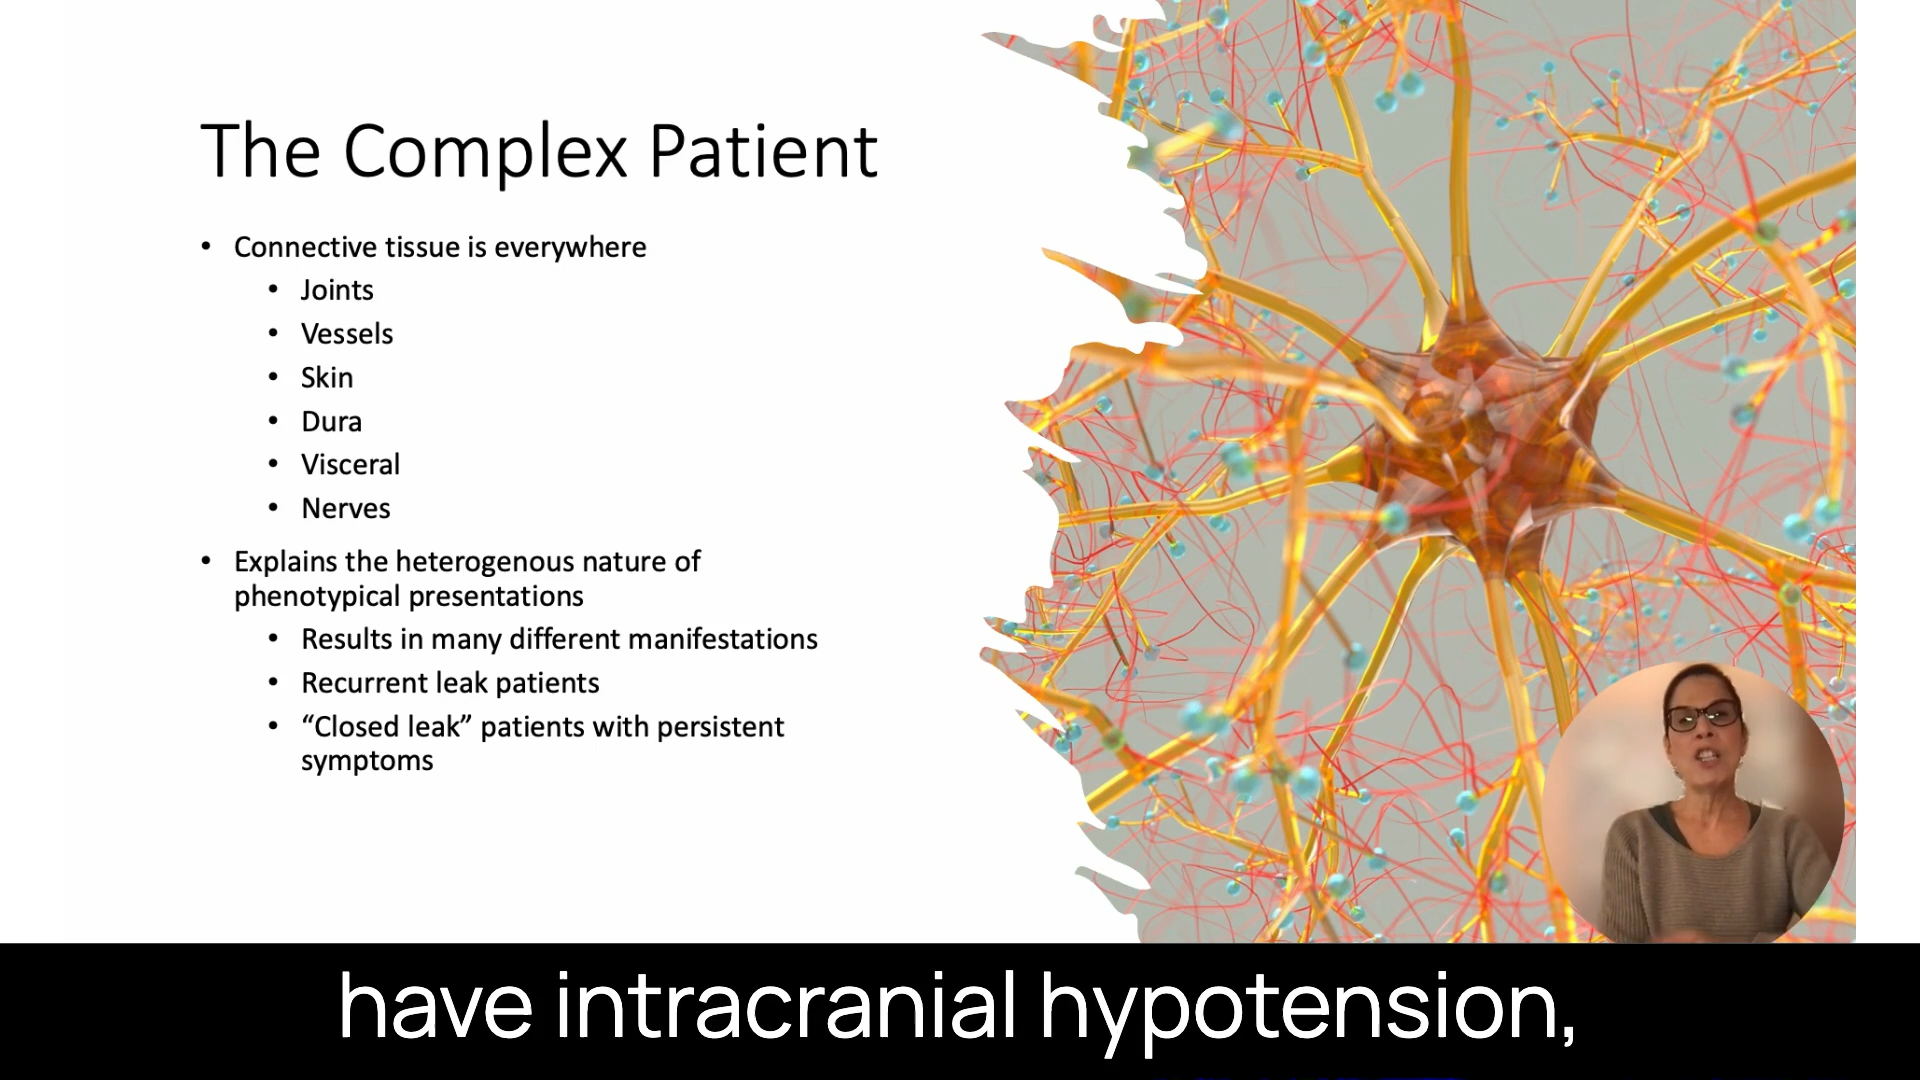 The Complex Patient
• Connective tissue is everywhere
• Joints
• Vessels
• Skin
• Dura
• Visceral
• Nerves
• Explains the heterogenous nature of
phenotypical presentations
• Results in many different manifestations
• Recurrent leak patients
• “Closed leak” patients with persistent
symptoms
have intracranial hypotension,